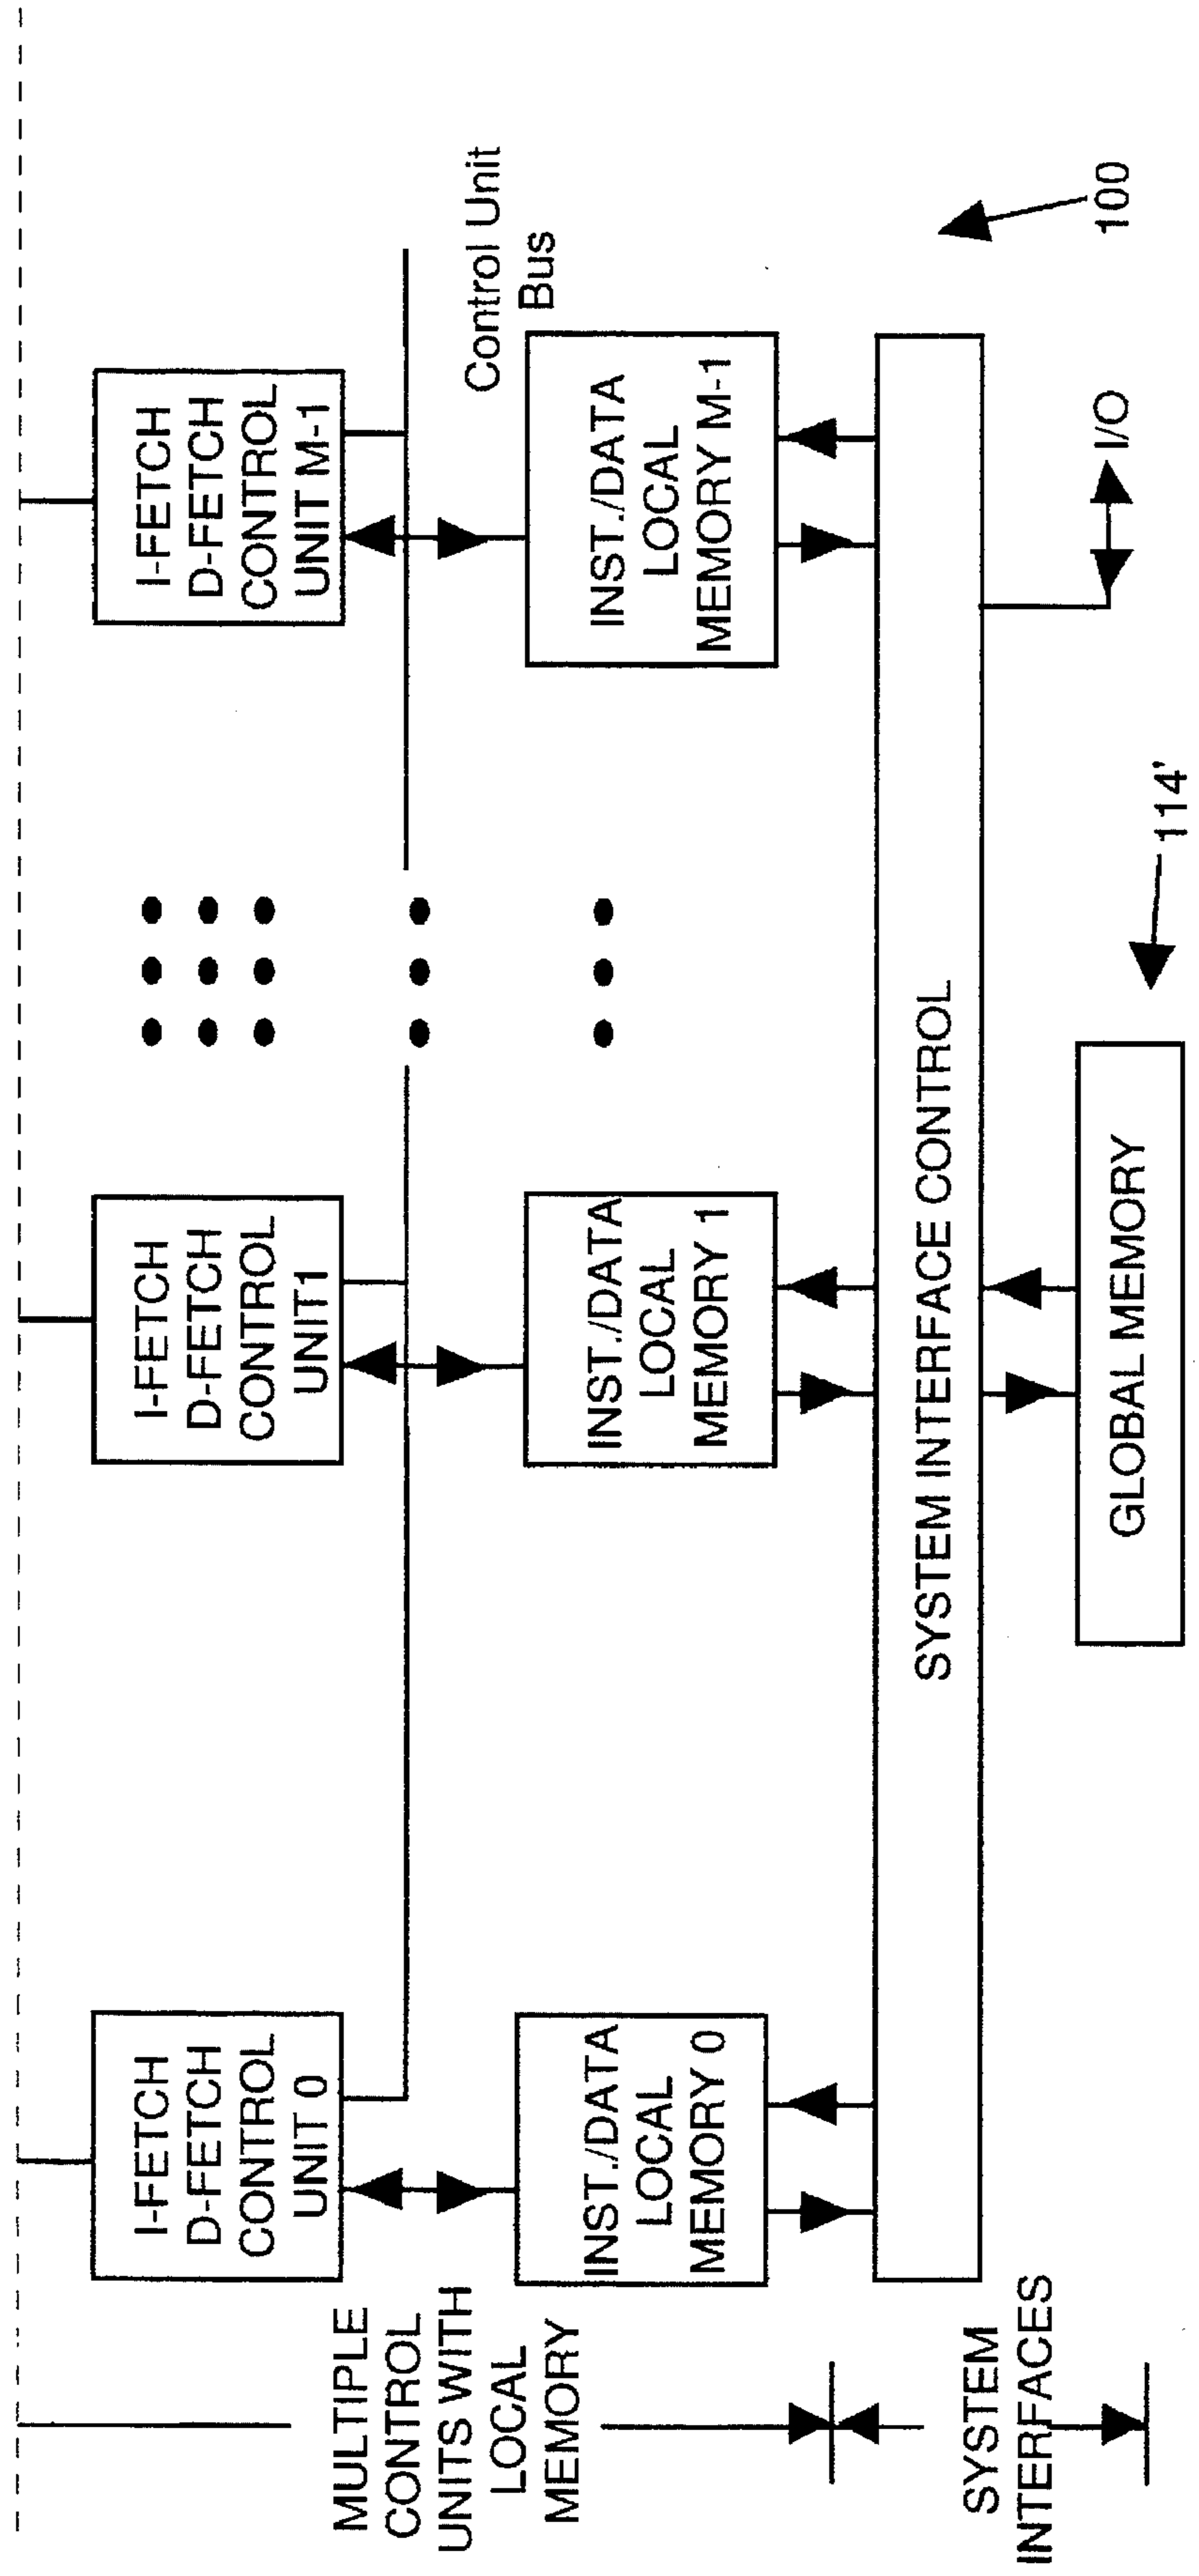 MULTIPLE
CONTROL
UNITS WITH
LOCAL
MEMORY
SYSTEM
INTERFACES
I-FETCH
D-FETCH
CONTROL
UNIT 0
I-FETCH
D-FETCH
CONTROL
UNIT1
I-FETCH
D-FETCH
CONTROL
UNIT M-1
Control Unit
Bus
INST./DATA
LOCAL
MEMORY 0
INST./DATA
LOCAL
MEMORY 1
INST./DATA
LOCAL
MEMORY M-1
SYSTEM INTERFACE CONTROL
GLOBAL MEMORY
114'
I/O
100